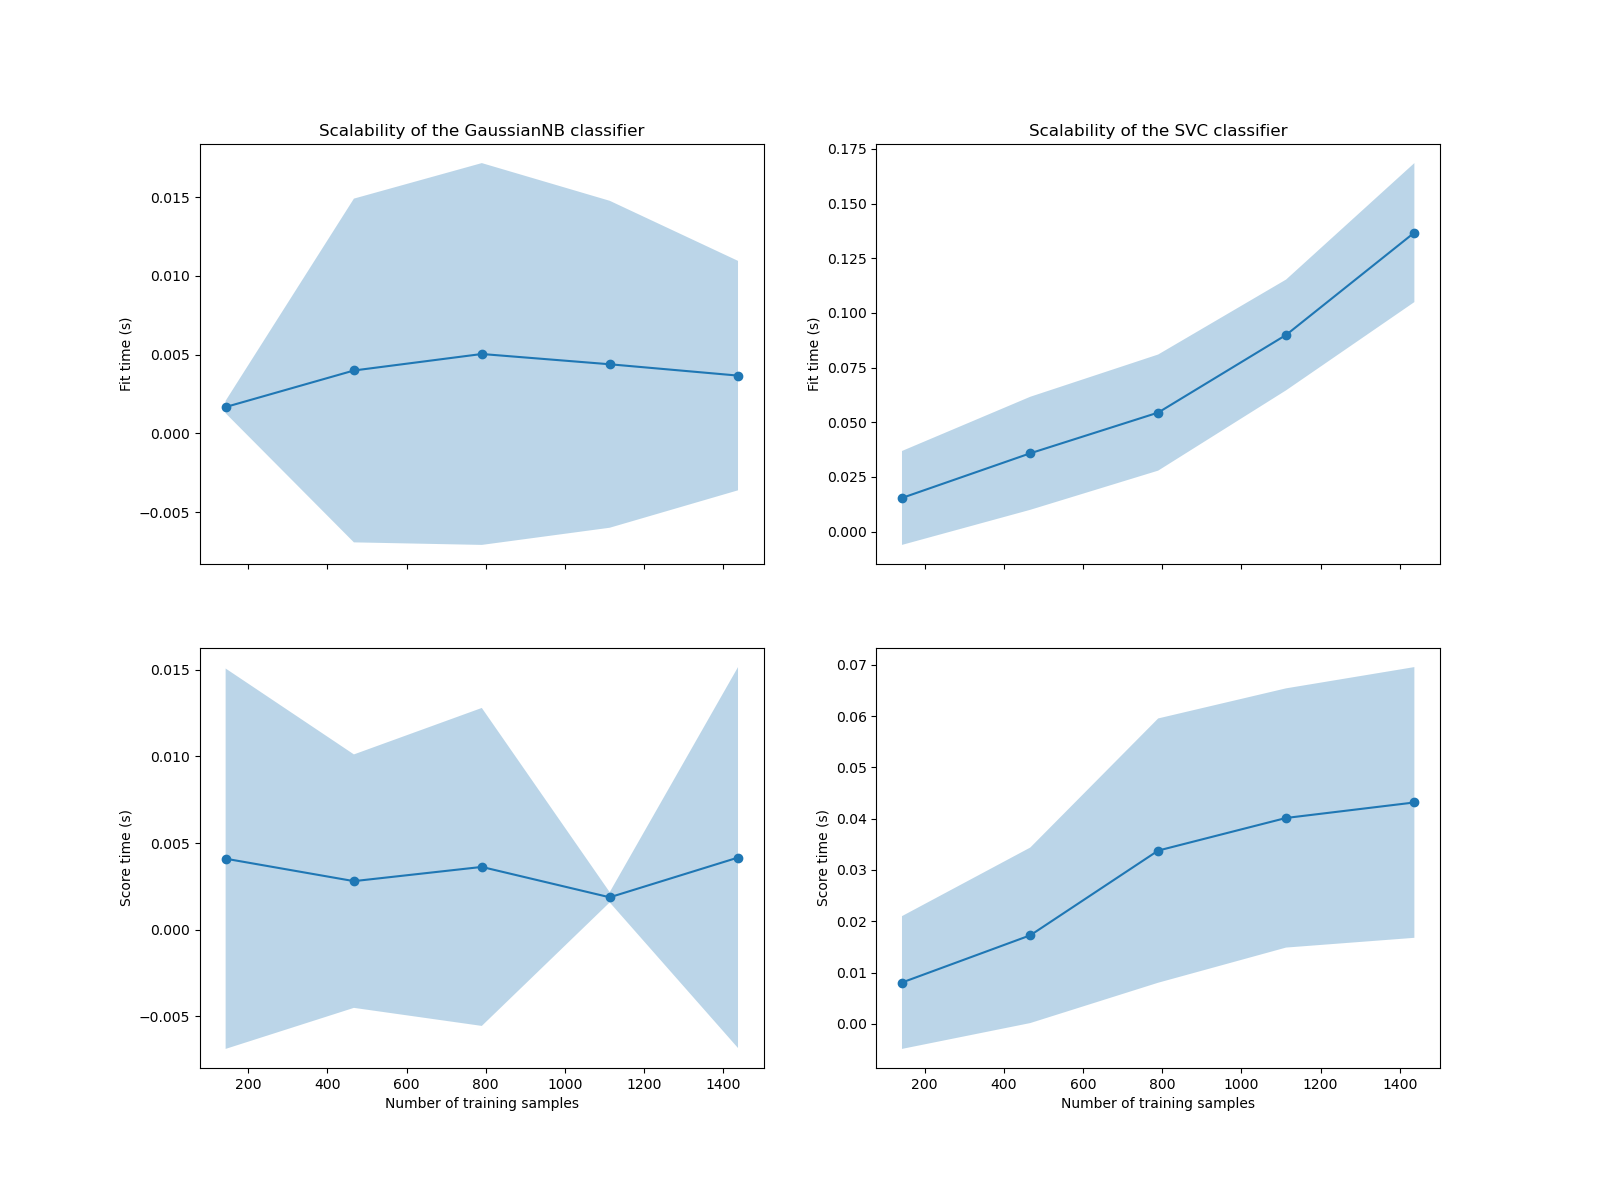 Scalability of the GaussianNB classifier
Fit time (s)
0.015
0.010
0.005
0.000
−0.005
Scalability of the SVC classifier
Fit time (s)
0.175
0.150
0.125
0.100
0.075
0.050
0.025
0.000
Score time (s)
0.015
0.010
0.005
0.000
−0.005
200 400 600 800 1000 1200 1400
Number of training samples
Score time (s)
0.07
0.06
0.05
0.04
0.03
0.02
0.01
0.00
200 400 600 800 1000 1200 1400
Number of training samples